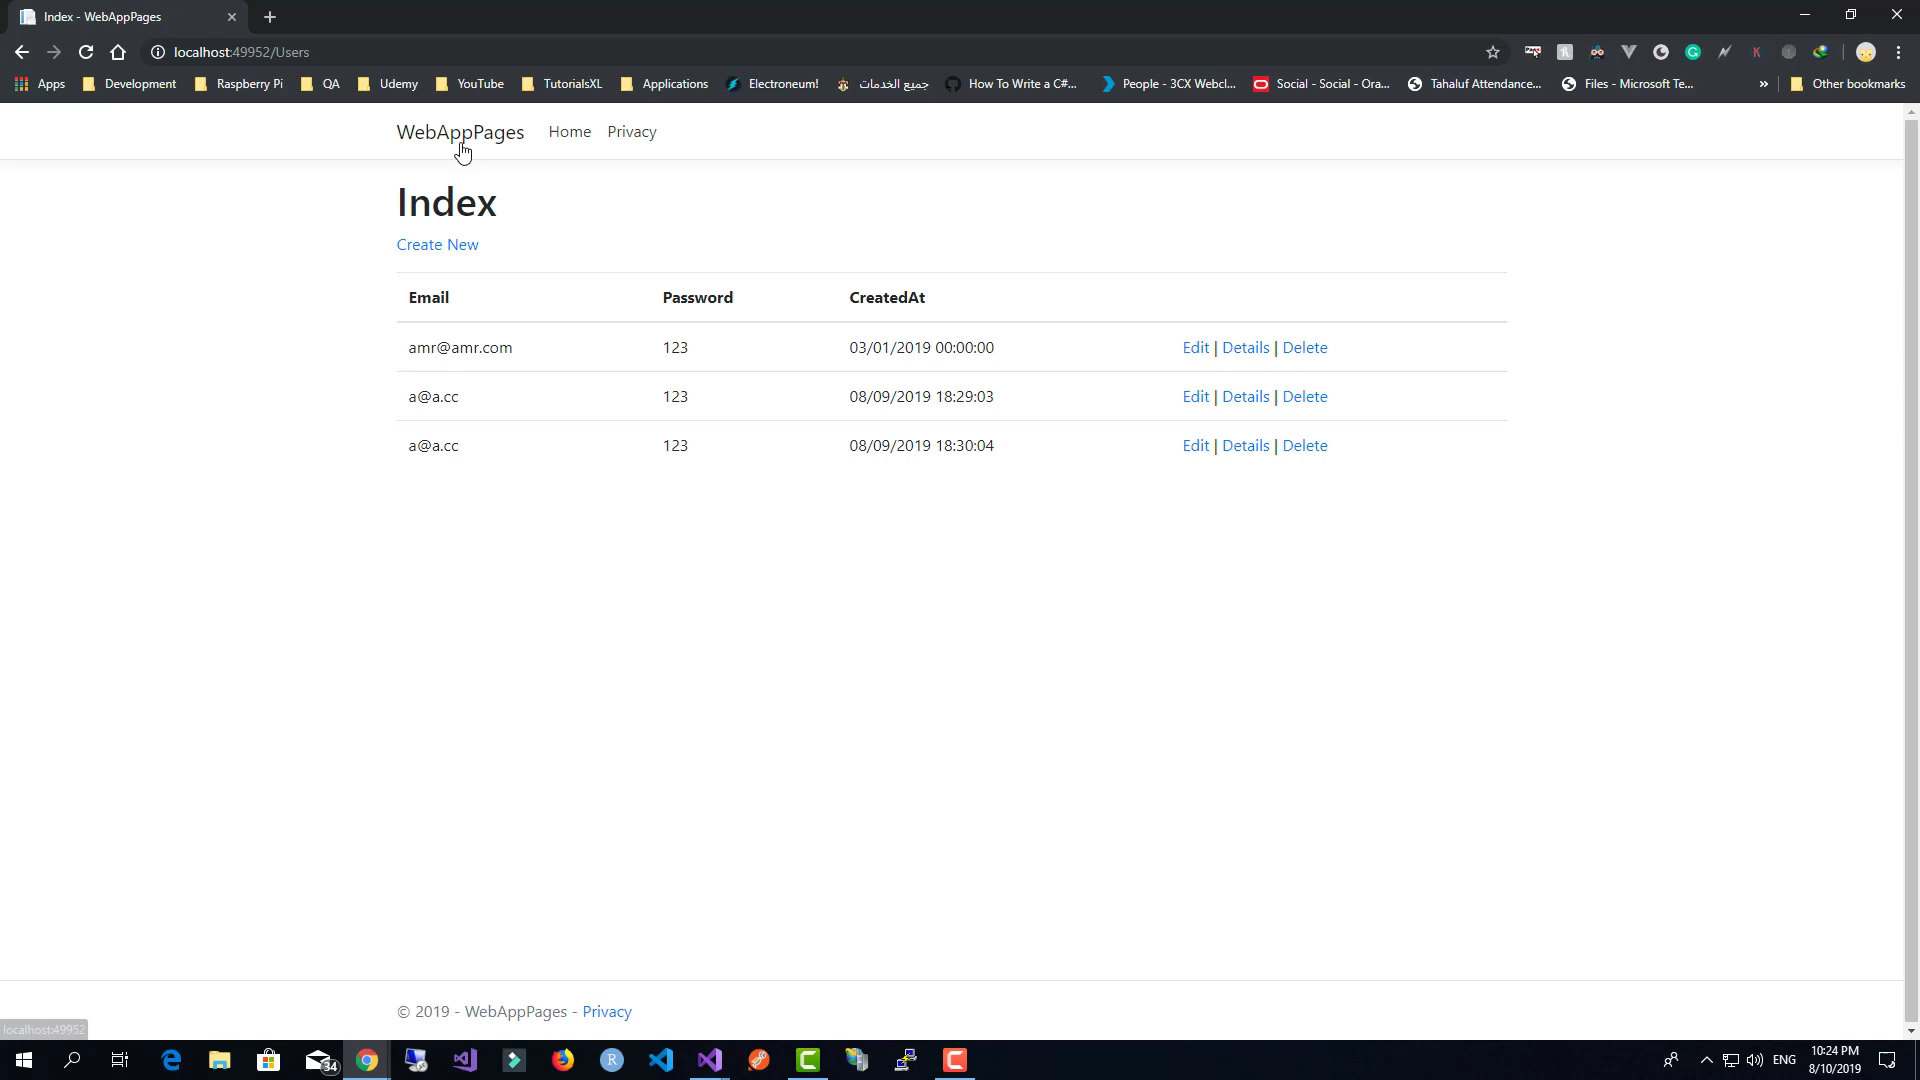 Index - WebAppPages
localhost:49952/Users
Apps Development Raspberry Pi QA Udemy YouTube TutorialsXL Applications Electroneum! جميع الخدمات How To Write a C#... People - 3CX Webcl... Social - Social - Ora... Tahaluf Attendance... Files - Microsoft Te... » Other bookmarks
WebAppPages Home Privacy
Index
Create New
Email Password CreatedAt
amr@amr.com 123 03/01/2019 00:00:00 Edit | Details | Delete
a@a.cc 123 08/09/2019 18:29:03 Edit | Details | Delete
a@a.cc 123 08/09/2019 18:30:04 Edit | Details | Delete
© 2019 - WebAppPages - Privacy
localhost:49952
34
ENG
10:24 PM
8/10/2019